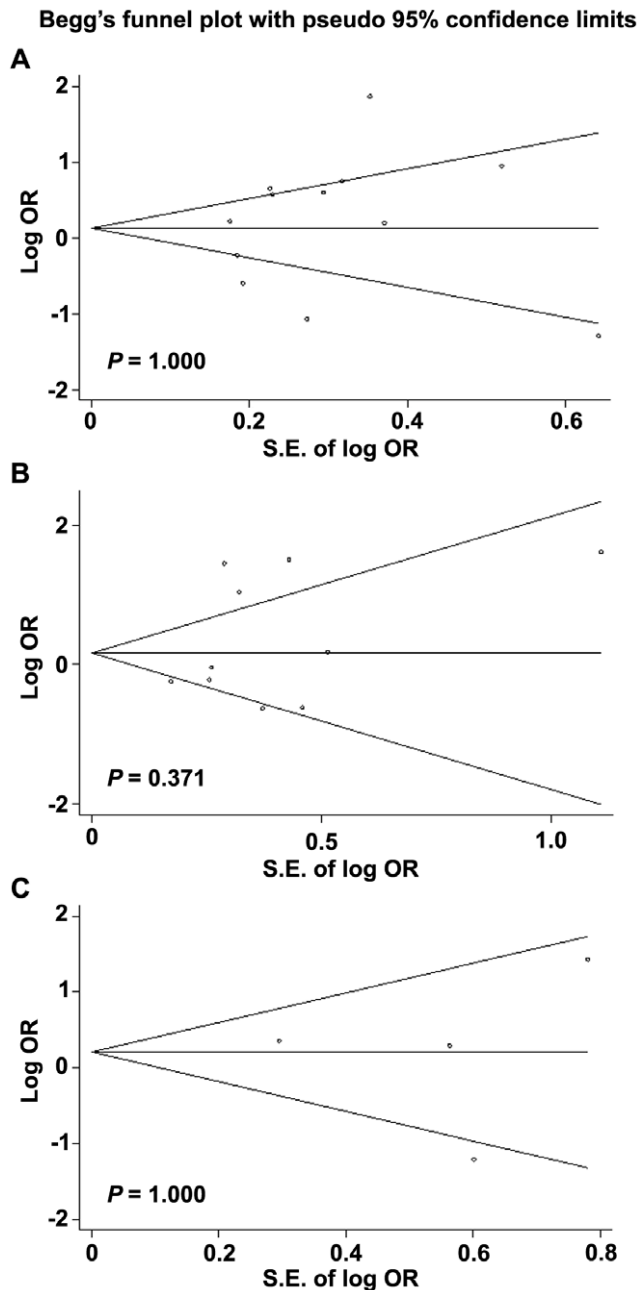 Begg's funnel plot with pseudo 95% confidence limits
A
2
1
0
-1
-2
Log OR
P = 1.000
0 0.2 0.4 0.6
S.E. of log OR
B
2
0
-2
Log OR
P = 0.371
0 0.5 1.0
S.E. of log OR
C
2
1
0
-1
-2
Log OR
P = 1.000
0 0.2 0.4 0.6 0.8
S.E. of log OR